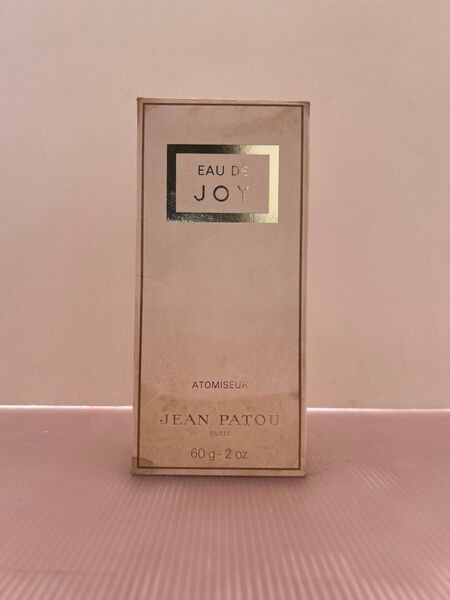 EAU DE
JOY
ATOMISEUR
JEAN PATOU
PARIS
60 g - 2 oz